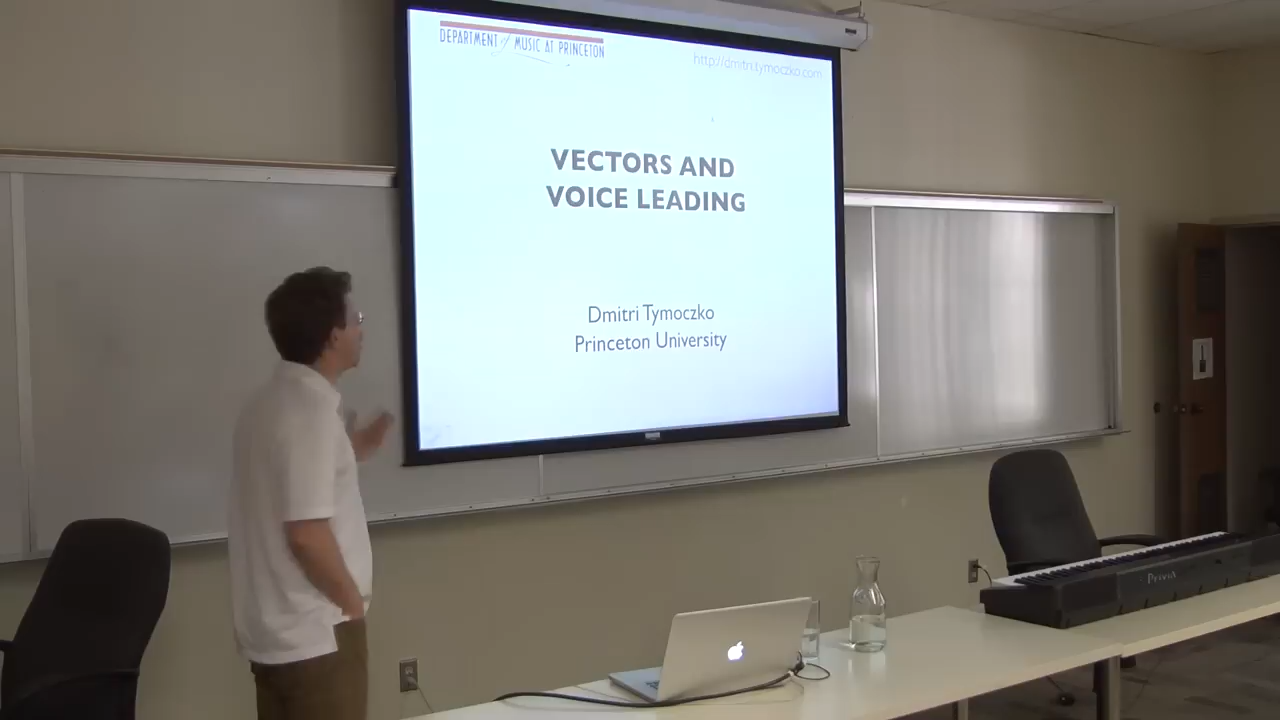 DEPARTMENT of MUSIC AT PRINCETON
http://dmitri.tymoczko.com
VECTORS AND
VOICE LEADING
Dmitri Tymoczko
Princeton University